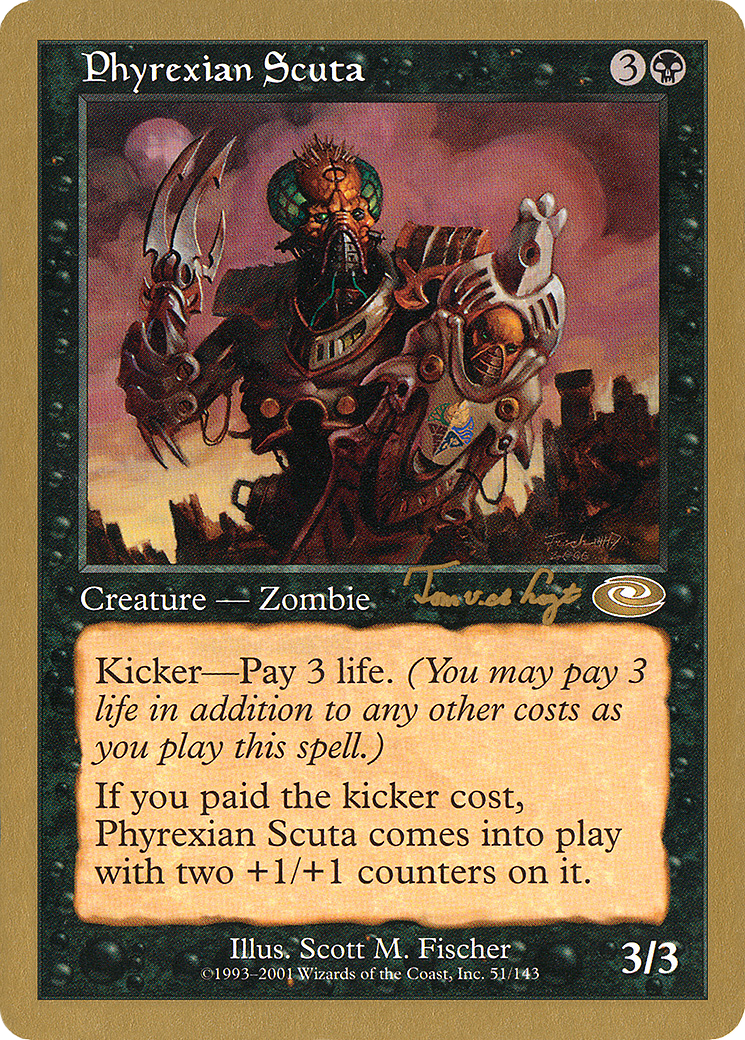 Phyrexian Scuta 3
Creature — Zombie
Kicker—Pay 3 life. (You may pay 3
life in addition to any other costs as
you play this spell.)
If you paid the kicker cost,
Phyrexian Scuta comes into play
with two +1/+1 counters on it.
Illus. Scott M. Fischer
©1993–2001 Wizards of the Coast, Inc. 51/143
3/3